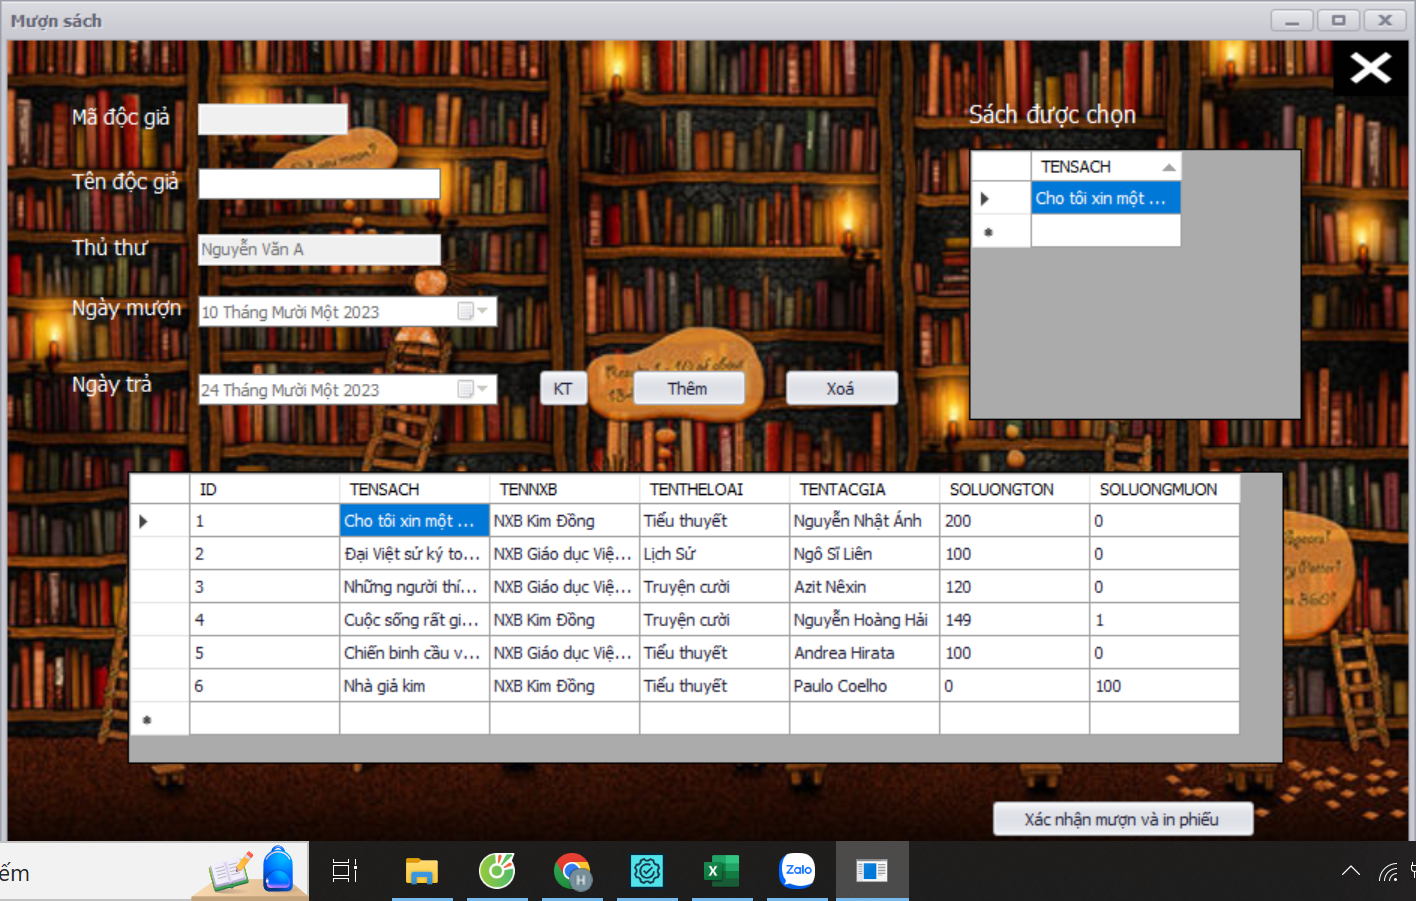 Mượn sách
Mã độc giả
Tên độc giả
Thủ thư
Nguyễn Văn A
Ngày mượn
10 Tháng Mười Một 2023
Ngày trả
24 Tháng Mười Một 2023
KT
Thêm
Xoá
Sách được chọn
TENSACH
Cho tôi xin một ...
ID TENSACH TENNXB TENTHELOAI TENTACGIA SOLUONGTON SOLUONGMUON
1 Cho tôi xin một ... NXB Kim Đồng Tiểu thuyết Nguyễn Nhật Ánh 200 0
2 Đại Việt sử ký to... NXB Giáo dục Việ... Lịch Sử Ngô Sĩ Liên 100 0
3 Những người thí... NXB Giáo dục Việ... Truyện cười Azit Nêxin 120 0
4 Cuộc sống rất gi... NXB Kim Đồng Truyện cười Nguyễn Hoàng Hải 149 1
5 Chiến binh cầu v... NXB Giáo dục Việ... Tiểu thuyết Andrea Hirata 100 0
6 Nhà giả kim NXB Kim Đồng Tiểu thuyết Paulo Coelho 0 100
Xác nhận mượn và in phiếu
ếm
H
X
Zalo